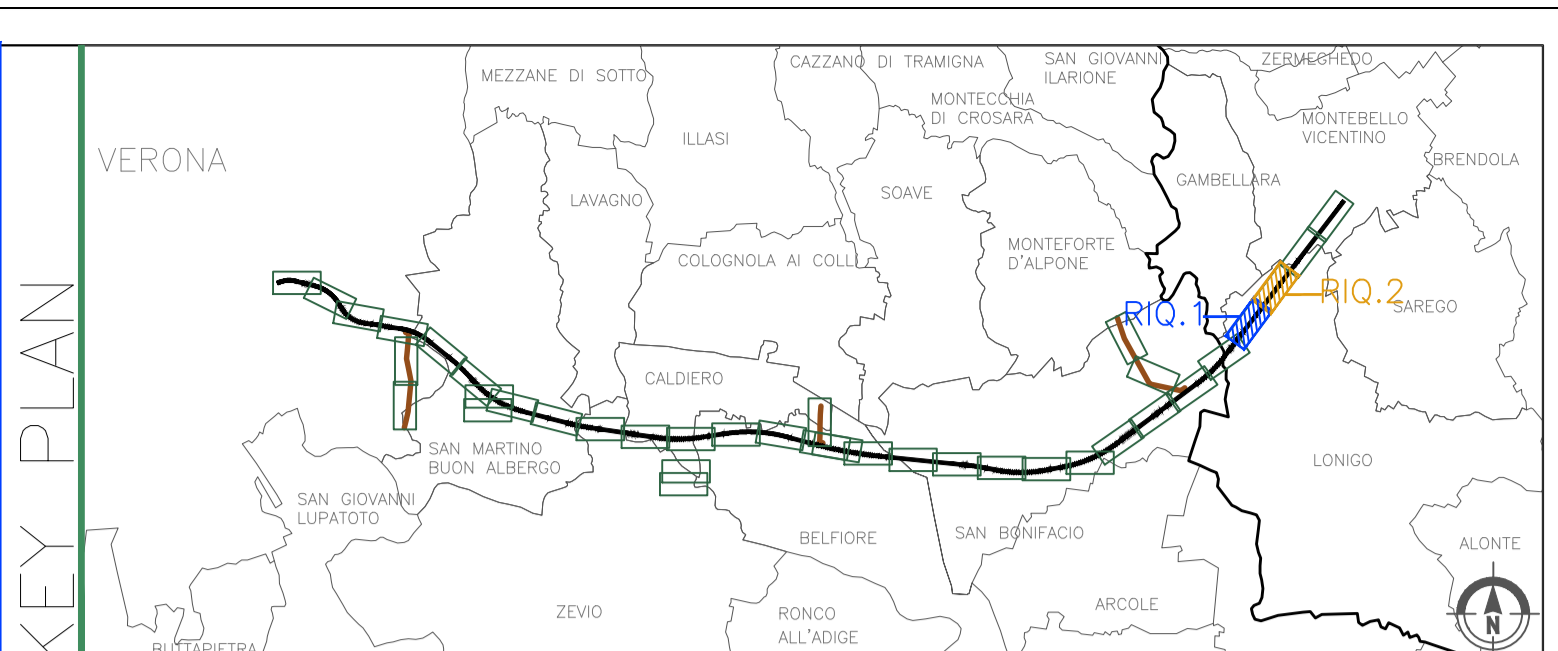 KEY PLAN
MEZZANE DI SOTTO
CAZZANO DI TRAMIGNA
SAN GIOVANNI
ILARIONE
ZERMEGHEDO
MONTECCHIA
DI CROSARA
MONTEBELLO
VICENTINO
ILLASI
VERONA
BRENDOLA
GAMBELLARA
SOAVE
LAVAGNO
MONTEFORTE
D'ALPONE
COLOGNOLA AI COLLI
RIQ.2
SAREGO
RIQ.1
CALDIERO
SAN MARTINO
BUON ALBERGO
LONIGO
SAN GIOVANNI
LUPATOTO
BELFIORE
SAN BONIFACIO
ALONTE
ZEVIO
RONCO
ALL'ADIGE
ARCOLE
N
BUTTAPIETRA